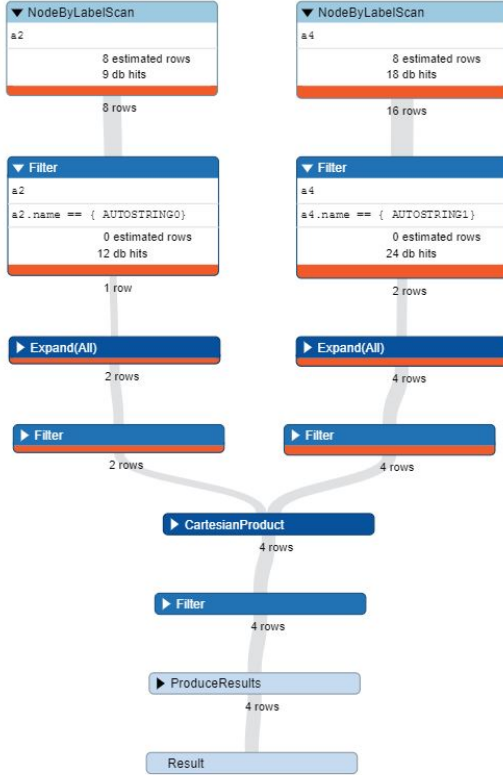 NodeByLabelScan
a2
8 estimated rows
9 db hits
8 rows
Filter
a2
a2.name == { AUTOSTRING0}
0 estimated rows
12 db hits
1 row
Expand(All)
2 rows
Filter
2 rows
NodeByLabelScan
a4
8 estimated rows
18 db hits
16 rows
Filter
a4
a4.name == { AUTOSTRING1}
0 estimated rows
24 db hits
2 rows
Expand(All)
4 rows
Filter
4 rows
CartesianProduct
4 rows
Filter
4 rows
ProduceResults
4 rows
Result